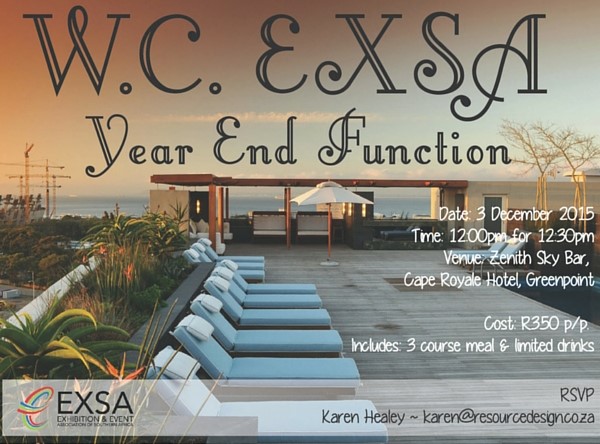 W.C. EXSA
Year End Function
Date: 3 December 2015
Time: 12:00pm for 12:30pm
Venue: Zenith Sky Bar,
Cape Royale Hotel, Greenpoint
Cost: R350 p/p.
Includes: 3 course meal & limited drinks
RSVP
Karen Healey ~ karen@resourcedesign.co.za
EXSA
EXHIBITION & EVENT
ASSOCIATION OF SOUTHERN AFRICA